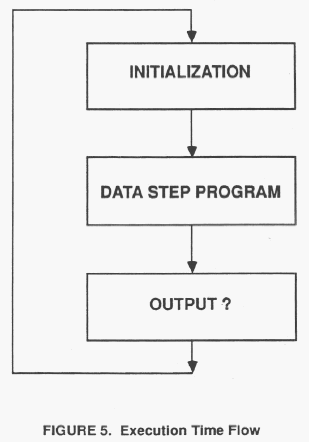 INITIALIZATION
DATA STEP PROGRAM
OUTPUT ?
FIGURE 5. Execution Time Flow